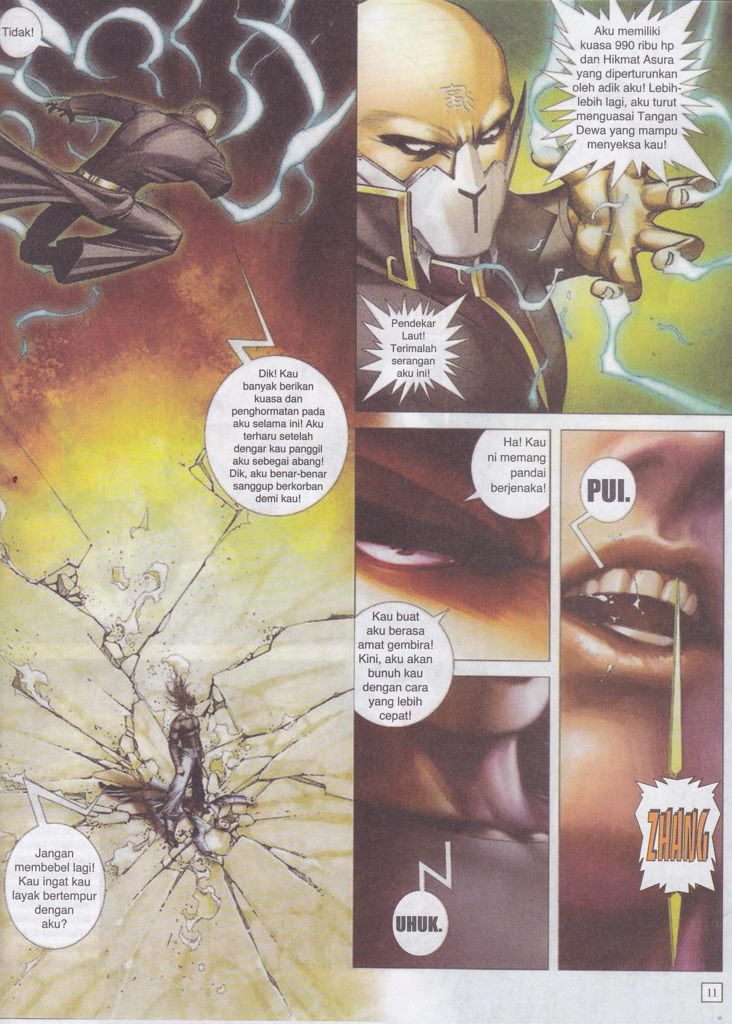 Tidak!
Dik! Kau
banyak berikan
kuasa dan
penghormatan pada
aku selama ini! Aku
terharu setelah
dengar kau panggil
aku sebegai abang!
Dik, aku benar-benar
sanggup berkorban
demi kau!
Jangan
membebel lagi!
Kau ingat kau
layak bertempur
dengan
aku?
Aku memiliki
kuasa 990 ribu hp
dan Hikmat Asura
yang diperturunkan
oleh adik aku! Lebih-
lebih lagi, aku turut
menguasai Tangan
Dewa yang mampu
menyeksa kau!
Pendekar
Laut!
Terimalah
serangan
aku ini!
Ha! Kau
ni memang
pandai
berjenaka!
Kau buat
aku berasa
amat gembira!
Kini, aku akan
bunuh kau
dengan cara
yang lebih
cepat!
UHUK.
PUI.
ZHANG
11